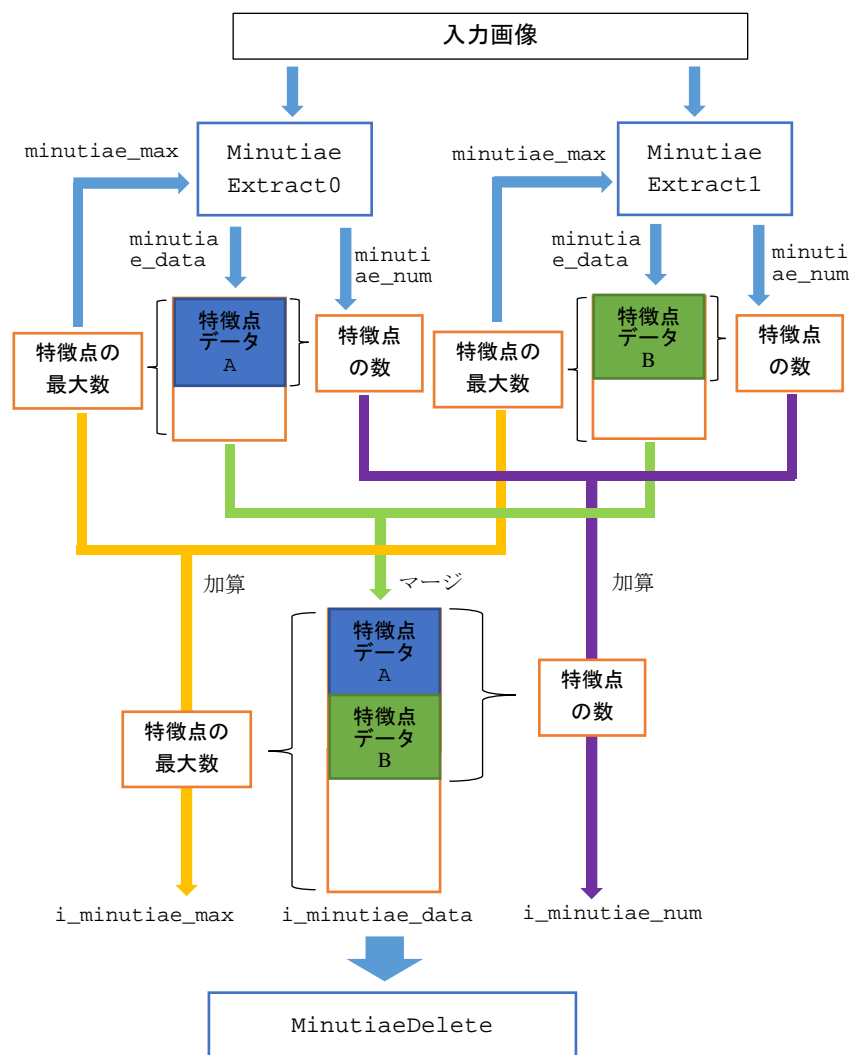 入力画像
minutiae_max
Minutiae
Extract0
minutiae_max
Minutiae
Extract1
minutia
e_data
minuti
ae_num
minutia
e_data
minuti
ae_num
特徴点の
最大数
特徴点
データ
A
特徴点
の数
特徴点の
最大数
特徴点
データ
B
特徴点
の数
加算
マージ
加算
特徴点
データ
A
特徴点
データ
B
特徴点の
最大数
特徴点
の数
i_minutiae_max
i_minutiae_data
i_minutiae_num
MinutiaeDelete